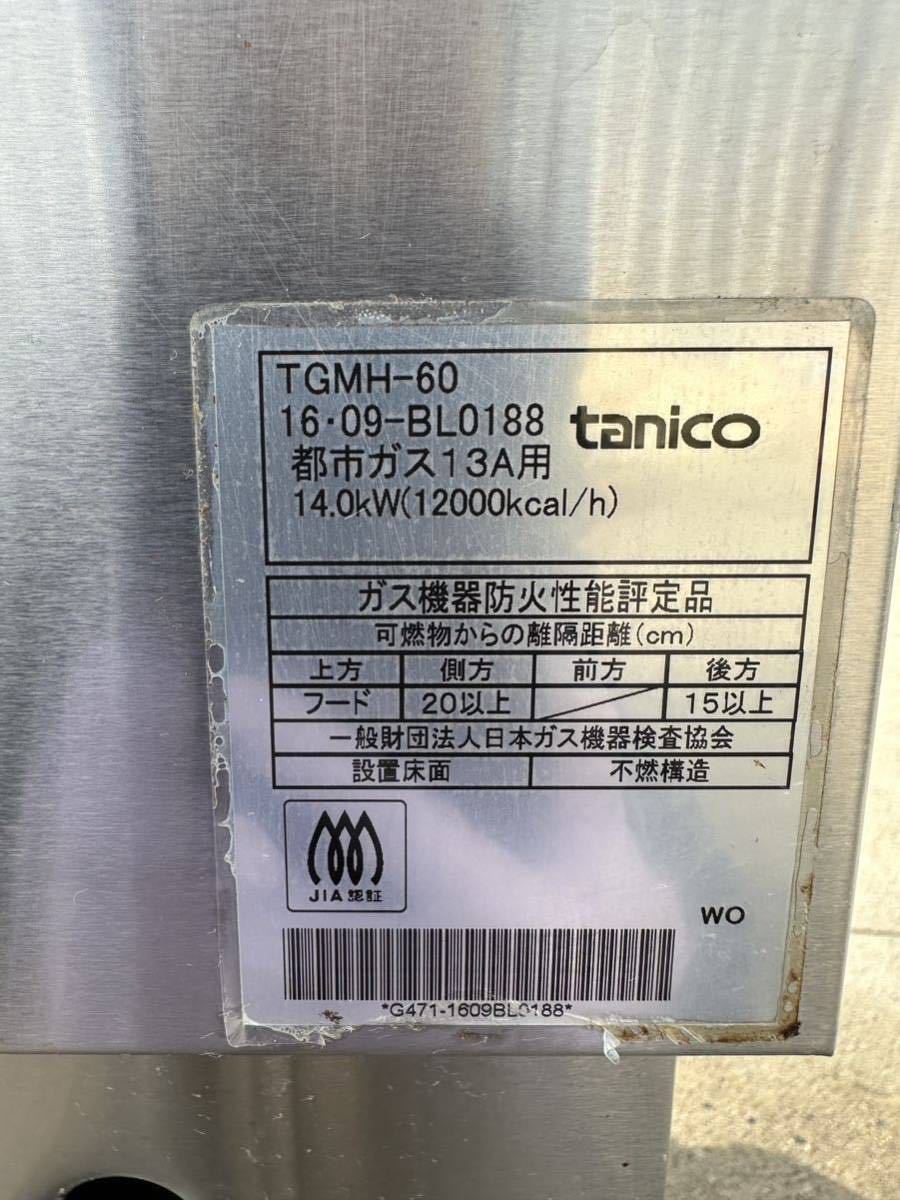 TGMH-60
16・09-BL0188 tanico
都市ガス13A用
14.0kW(12000kcal/h)
ガス機器防火性能評定品
可燃物からの離隔距離(cm)
上方 側方 前方 後方
フード 20以上 15以上
一般財団法人日本ガス機器検査協会
設置床面 不燃構造
JIA 認証
WO
*G471-1609BL0188*